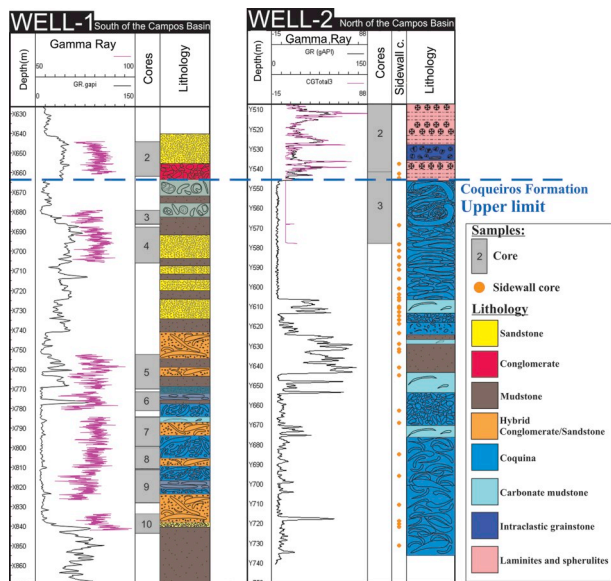 WELL-1 South of the Campos Basin
Gamma Ray
Depth(m)
50
100
GR.gapi
50
150
Cores
Lithology
X630
X640
X650
X660
X680
X690
X700
X710
X720
X730
X740
X750
X760
X770
X780
X790
X800
X810
X820
X830
X840
X860
2
3
4
5
6
7
8
9
10
WELL-2 North of the Campos Basin
Depth(m)
-15
88
Gamma Ray
GR (gAPI)
0
150
CGTotal3
-15
88
Cores
Sidewall c.
Lithology
Y510
Y520
Y530
Y540
Y550
Y560
Y570
Y580
Y590
Y600
Y610
Y620
Y630
Y640
Y650
Y660
Y670
Y680
Y690
Y700
Y710
Y720
Y730
Y740
2
3
Coqueiros Formation
Upper limit
Samples:
2 Core
Sidewall core
Lithology
Sandstone
Conglomerate
Mudstone
Hybrid
Conglomerate/Sandstone
Coquina
Carbonate mudstone
Intraclastic grainstone
Laminites and spherulites